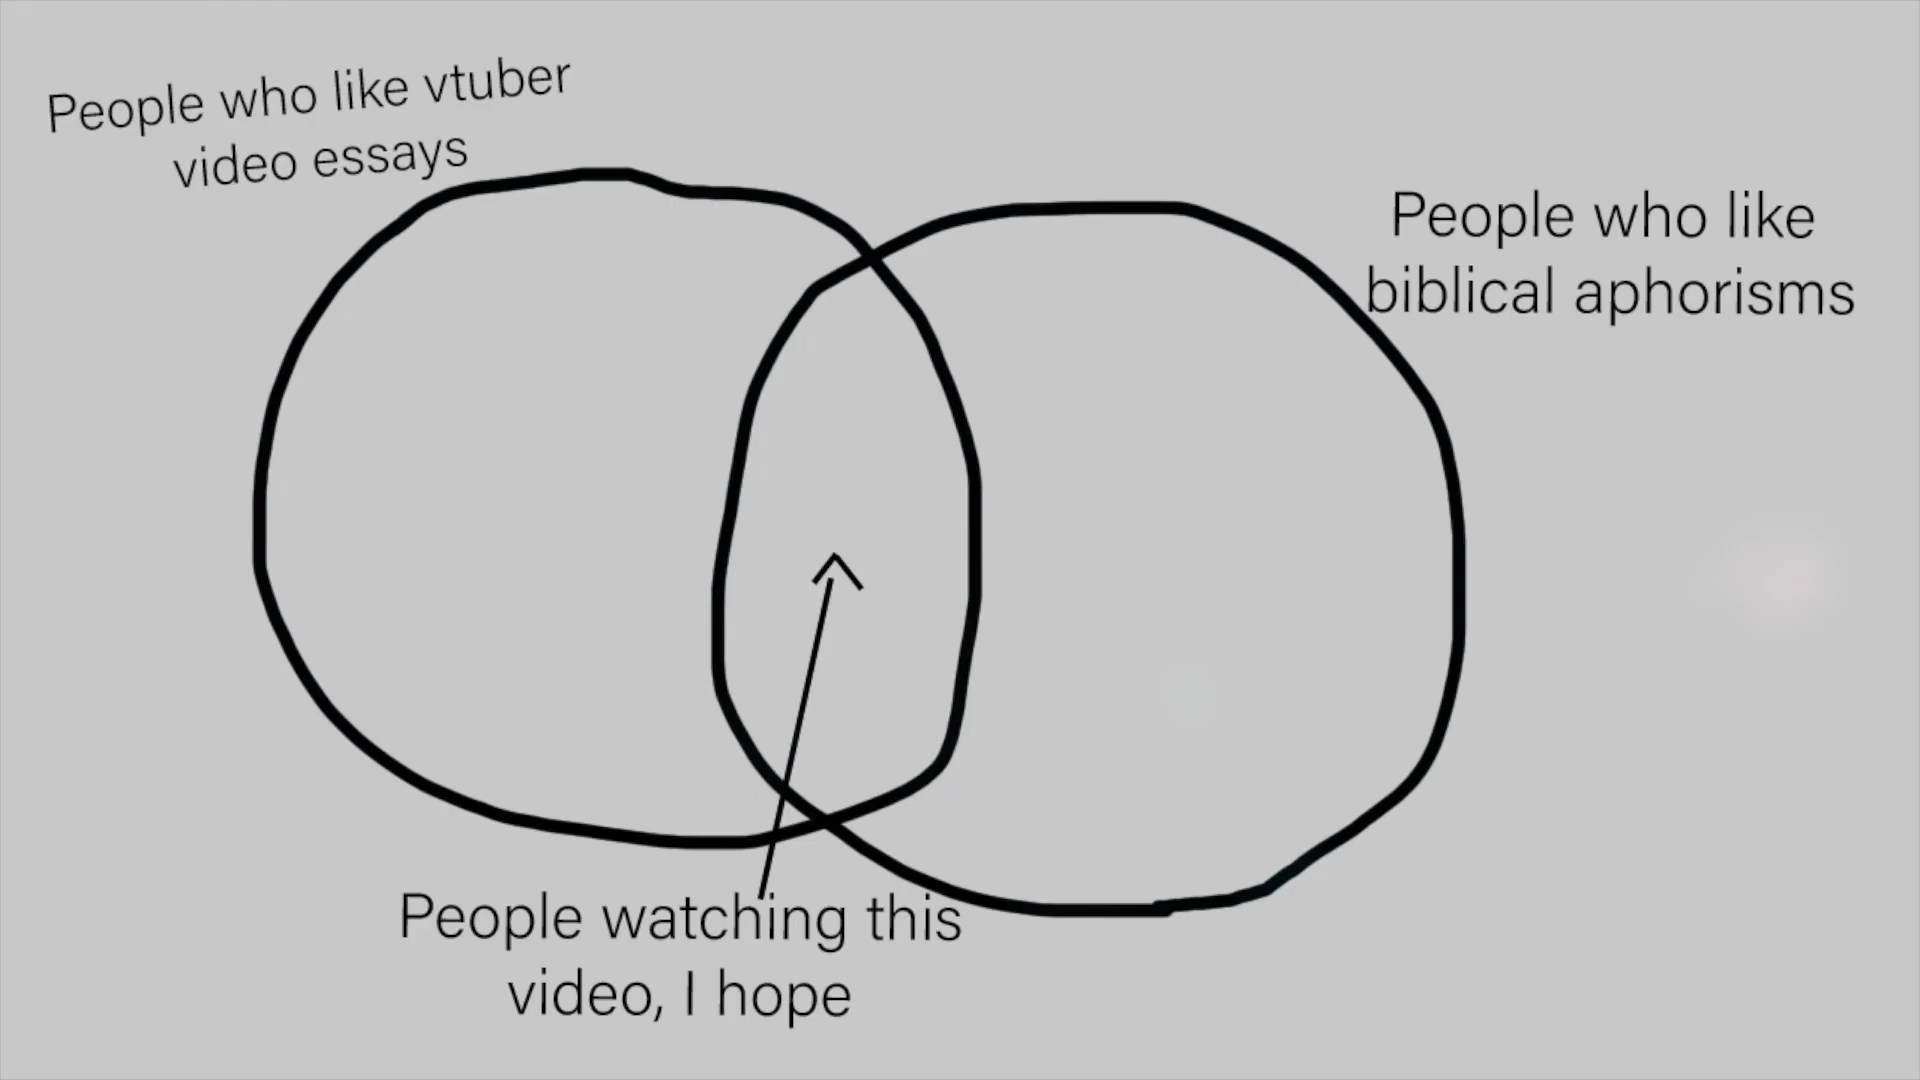 People who like vtuber
video essays
People who like
biblical aphorisms
People watching this
video, I hope